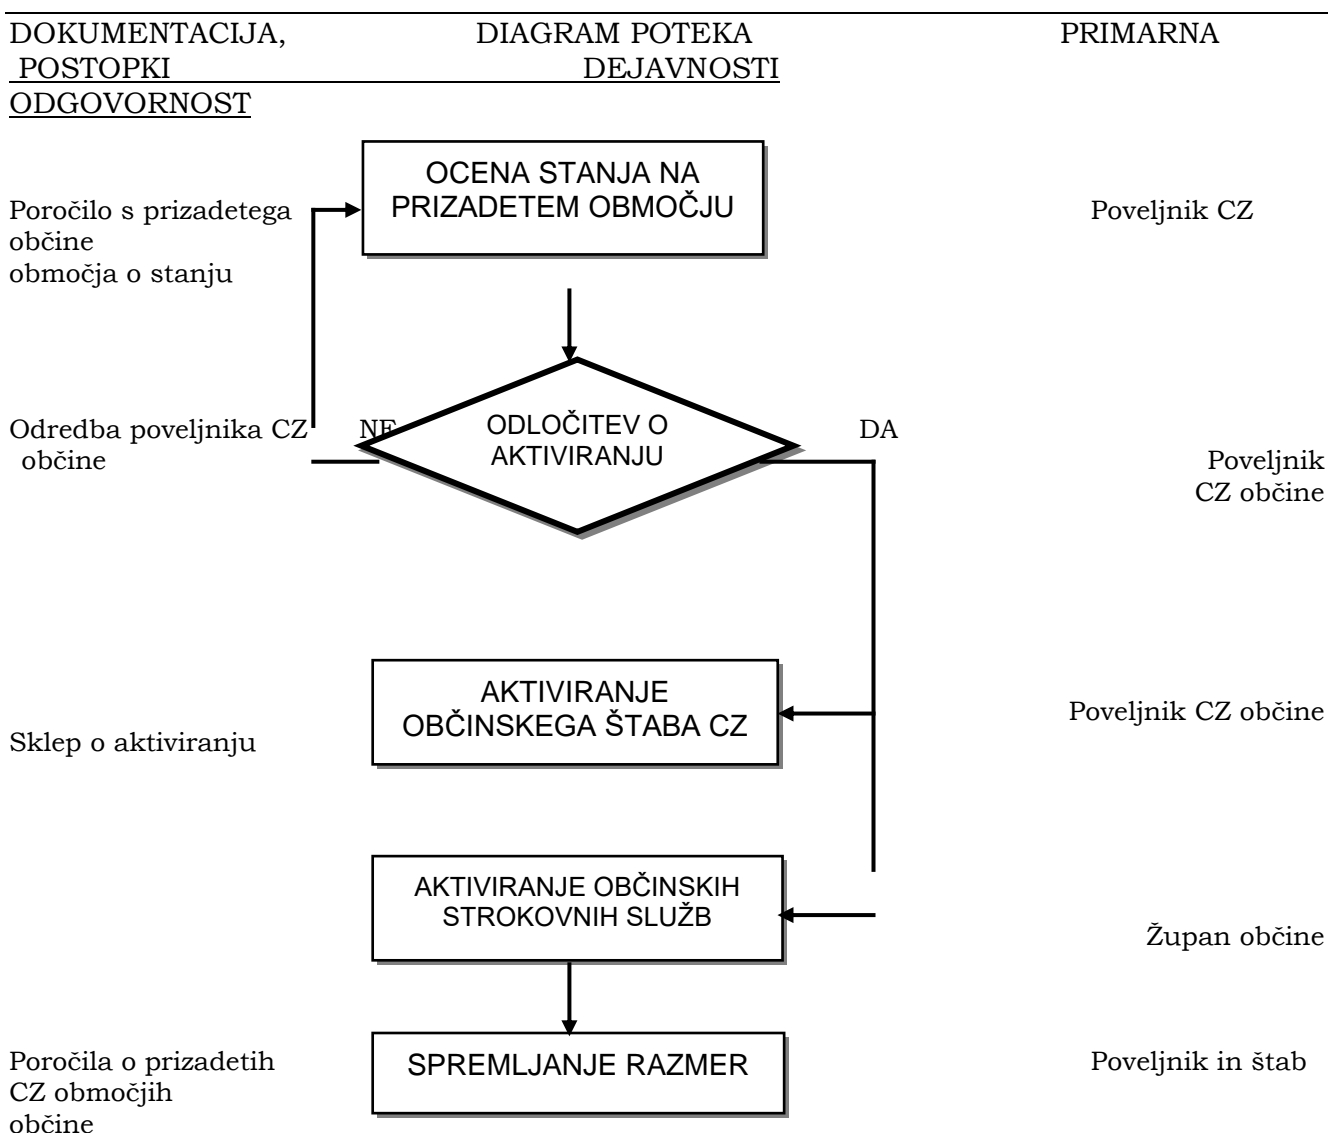 DOKUMENTACIJA, DIAGRAM POTEKA PRIMARNA
POSTOPKI DEJAVNOSTI
ODGOVORNOST
OCENA STANJA NA
PRIZADETEM OBMOČJU
Poročilo s prizadetega
občine
območja o stanju
Poveljnik CZ
Odredba poveljnika CZ
občine
NE
ODLOČITEV O
AKTIVIRANJU
DA
Poveljnik
CZ občine
AKTIVIRANJE
OBČINSKEGA ŠTABA CZ
Poveljnik CZ občine
Sklep o aktiviranju
AKTIVIRANJE OBČINSKIH
STROKOVNIH SLUŽB
Župan občine
Poročila o prizadetih
CZ območjih
občine
SPREMLJANJE RAZMER
Poveljnik in štab